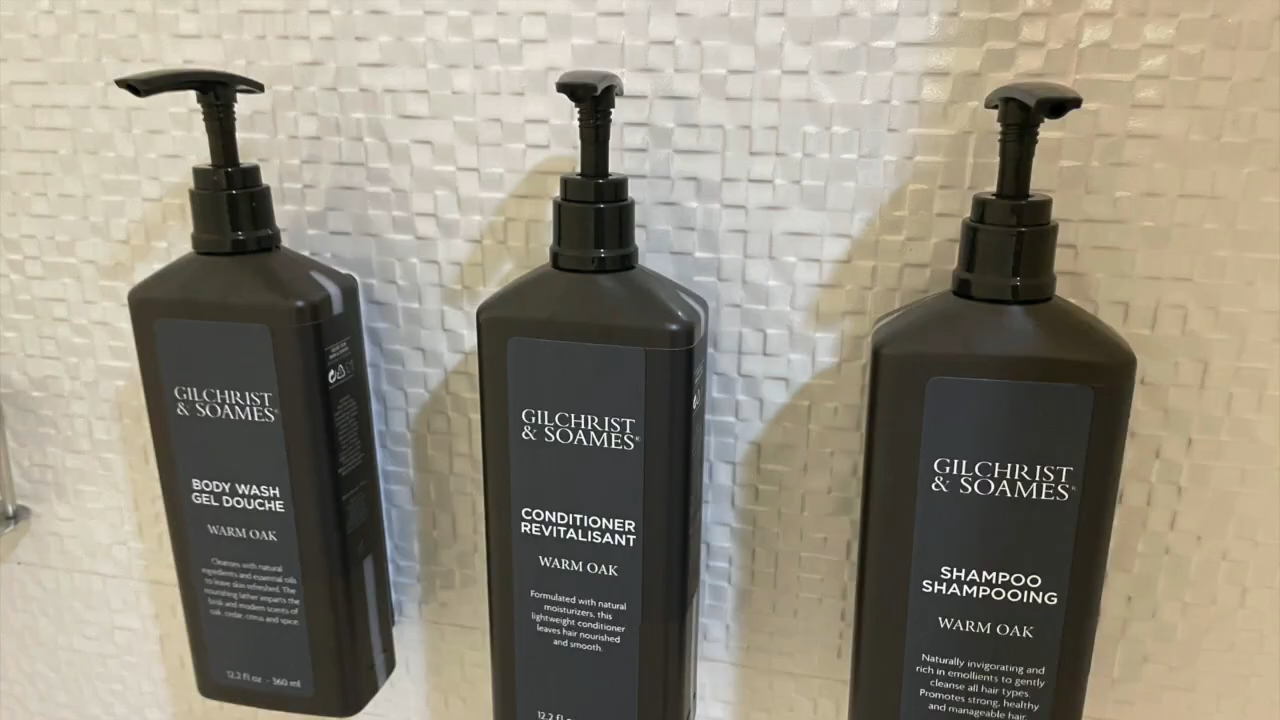 GILCHRIST
& SOAMES
BODY WASH
GEL DOUCHE
WARM OAK
Cleanses with natural
ingredients and essential oils
to leave skin refreshed. The
nourishing lather imparts the
brisk and modern scents of
oak, cedar, citrus and spice.
12.2 fl oz - 360 ml
GILCHRIST
& SOAMES®
CONDITIONER
REVITALISANT
WARM OAK
Formulated with natural
moisturizers, this
lightweight conditioner
leaves hair nourished
and smooth.
12.2 fl oz
GILCHRIST
& SOAMES®
SHAMPOO
SHAMPOOING
WARM OAK
Naturally invigorating and
rich in emollients to gently
cleanse all hair types.
Promotes strong, healthy
and manageable hair.